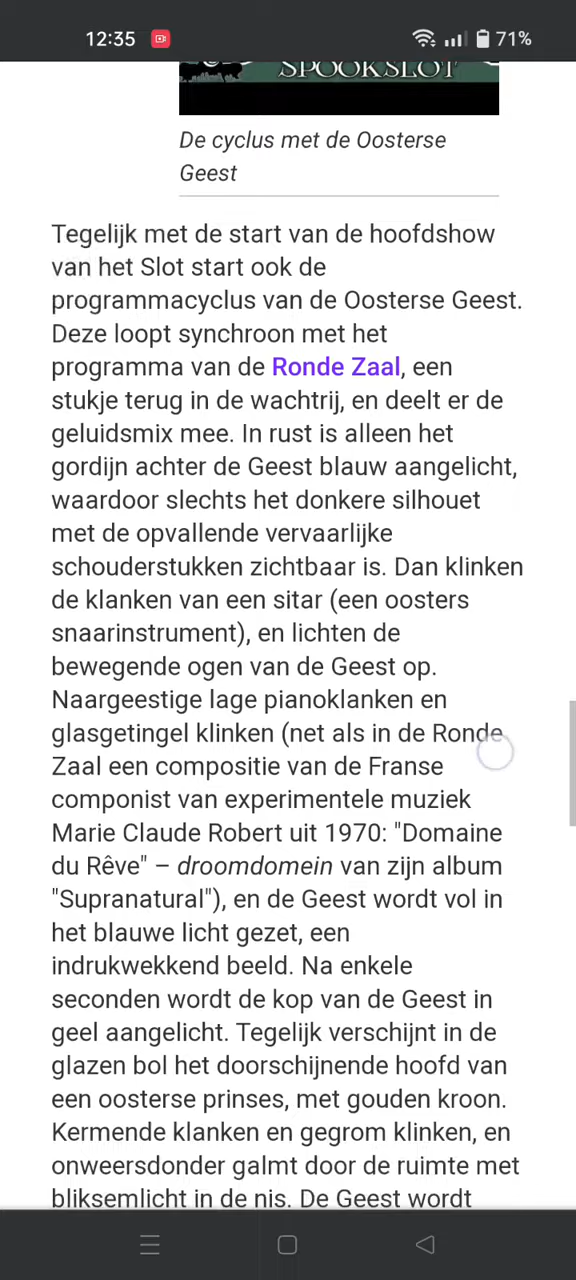 12:35
71%
SPOOKSLOT
De cyclus met de Oosterse
Geest
Tegelijk met de start van de hoofdshow
van het Slot start ook de
programmacyclus van de Oosterse Geest.
Deze loopt synchroon met het
programma van de Ronde Zaal, een
stukje terug in de wachtrij, en deelt er de
geluidsmix mee. In rust is alleen het
gordijn achter de Geest blauw aangelicht,
waardoor slechts het donkere silhouet
met de opvallende vervaarlijke
schouderstukken zichtbaar is. Dan klinken
de klanken van een sitar (een oosters
snaarinstrument), en lichten de
bewegende ogen van de Geest op.
Naargeestige lage pianoklanken en
glasgetingel klinken (net als in de Ronde
Zaal een compositie van de Franse
componist van experimentele muziek
Marie Claude Robert uit 1970: "Domaine
du Rêve" – droomdomein van zijn album
"Supranatural"), en de Geest wordt vol in
het blauwe licht gezet, een
indrukwekkend beeld. Na enkele
seconden wordt de kop van de Geest in
geel aangelicht. Tegelijk verschijnt in de
glazen bol het doorschijnende hoofd van
een oosterse prinses, met gouden kroon.
Kermende klanken en gegrom klinken, en
onweersdonder galmt door de ruimte met
bliksemlicht in de nis. De Geest wordt